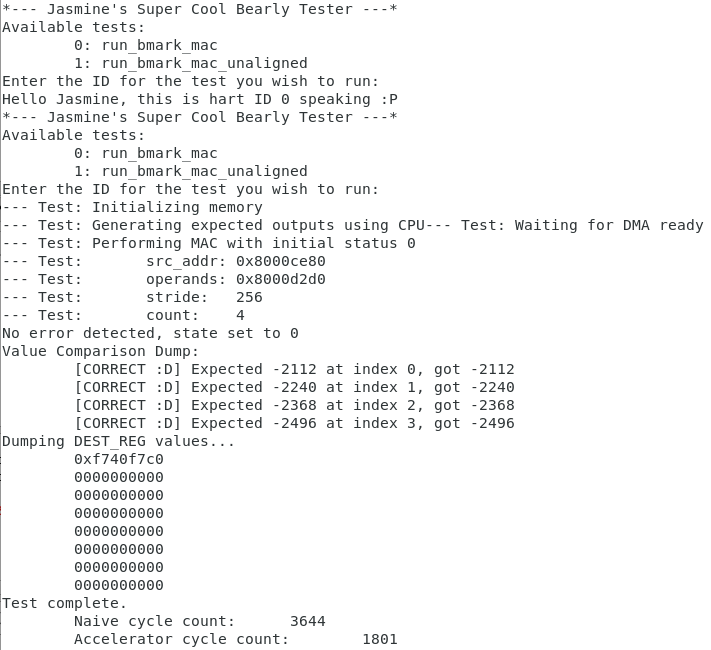 *--- Jasmine's Super Cool Bearly Tester ---*
Available tests:
0: run_bmark_mac
1: run_bmark_mac_unaligned
Enter the ID for the test you wish to run:
Hello Jasmine, this is hart ID 0 speaking :P
*--- Jasmine's Super Cool Bearly Tester ---*
Available tests:
0: run_bmark_mac
1: run_bmark_mac_unaligned
Enter the ID for the test you wish to run:
--- Test: Initializing memory
--- Test: Generating expected outputs using CPU--- Test: Waiting for DMA ready
--- Test: Performing MAC with initial status 0
--- Test: src_addr: 0x8000ce80
--- Test: operands: 0x8000d2d0
--- Test: stride: 256
--- Test: count: 4
No error detected, state set to 0
Value Comparison Dump:
[CORRECT :D] Expected -2112 at index 0, got -2112
[CORRECT :D] Expected -2240 at index 1, got -2240
[CORRECT :D] Expected -2368 at index 2, got -2368
[CORRECT :D] Expected -2496 at index 3, got -2496
Dumping DEST_REG values...
0xf740f7c0
0000000000
0000000000
0000000000
0000000000
0000000000
0000000000
0000000000
Test complete.
Naive cycle count: 3644
Accelerator cycle count: 1801